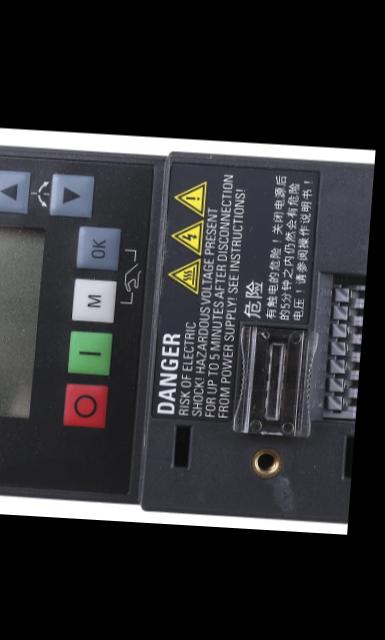 OK
M
DANGER
RISK OF ELECTRIC
SHOCK! HAZARDOUS VOLTAGE PRESENT
FOR UP TO 5 MINUTES AFTER DISCONNECTION
FROM POWER SUPPLY! SEE INSTRUCTIONS!
危险
有触电的危险！关闭电源后
的5分钟之内仍然会有危险
电压！请参阅操作说明书！